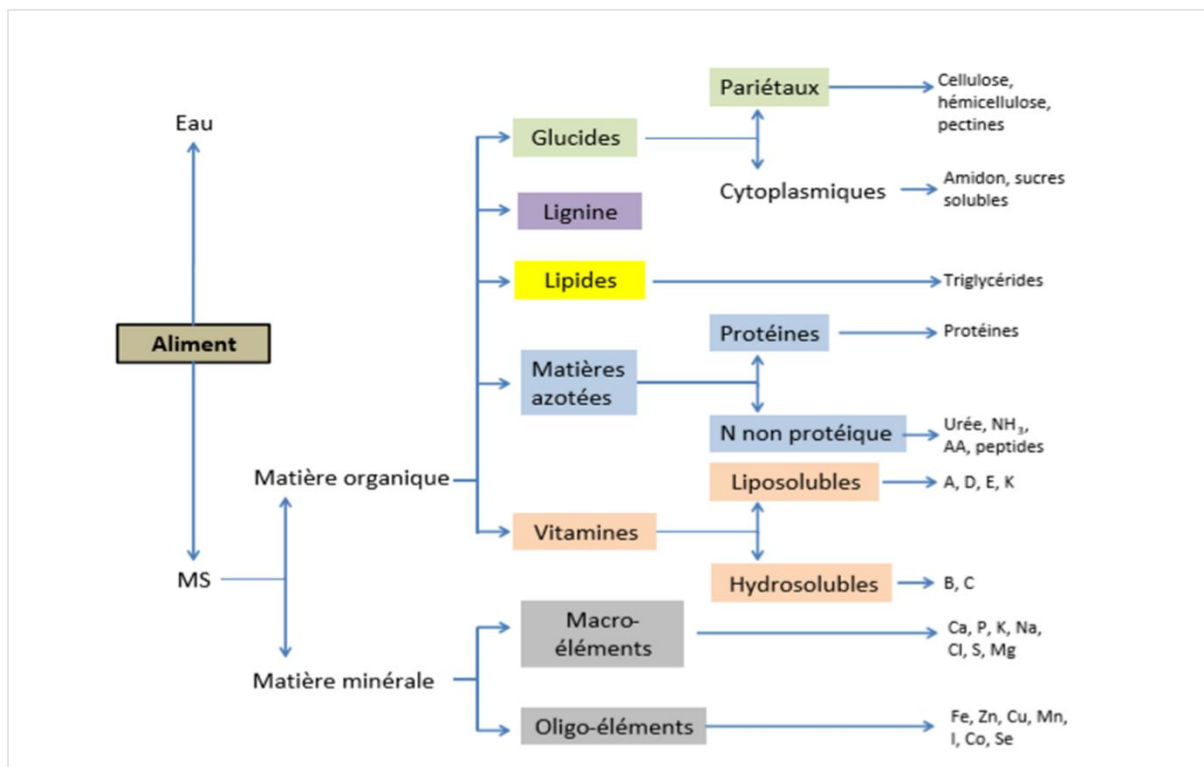 Pariétaux
Cellulose,
hémicellulose,
pectines
Eau
Glucides
Cytoplasmiques
Amidon, sucres
solubles
Lignine
Lipides
Triglycérides
Aliment
Protéines
Protéines
Matières
azotées
N non protéique
Urée, NH₃,
AA, peptides
Matière organique
Liposolubles
A, D, E, K
Vitamines
MS
Hydrosolubles
B, C
Macro-
éléments
Ca, P, K, Na,
Cl, S, Mg
Matière minérale
Oligo-éléments
Fe, Zn, Cu, Mn,
I, Co, Se